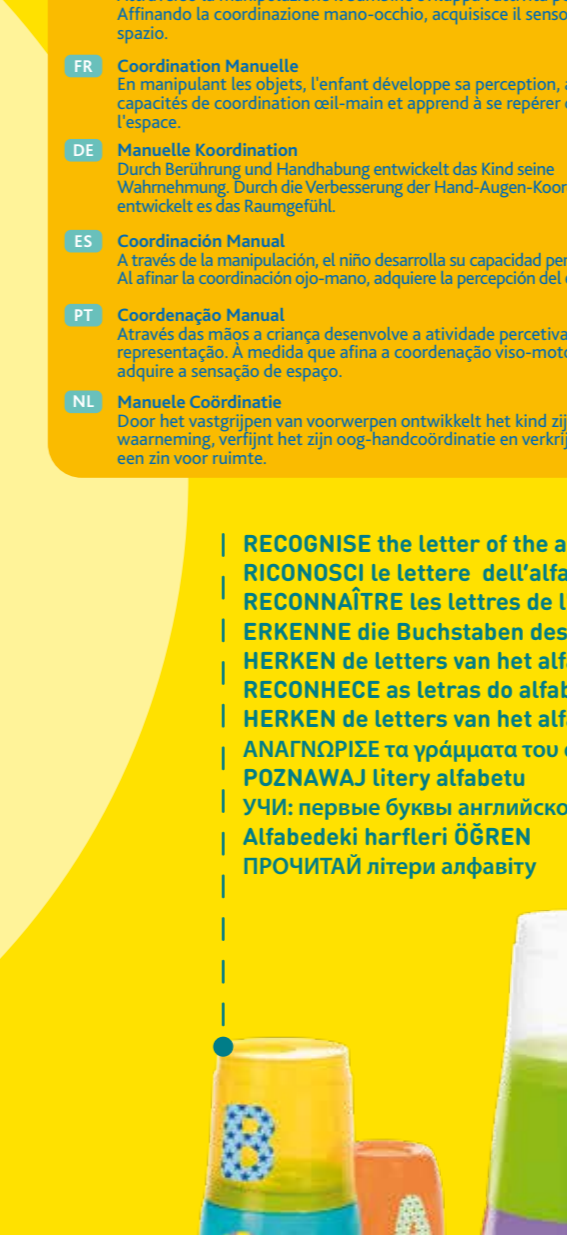 Affinando la coordinazione mano-occhio, acquisisce il senso
spazio.
FR Coordination Manuelle
En manipulant les objets, l'enfant développe sa perception,
capacités de coordination œil-main et apprend à se repérer
l'espace.
DE Manuelle Koordination
Durch Berührung und Handhabung entwickelt das Kind seine
Wahrnehmung. Durch die Verbesserung der Hand-Augen-Koor
entwickelt es das Raumgefühl.
ES Coordinación Manual
A través de la manipulación, el niño desarrolla su capacidad per
Al afinar la coordinación ojo-mano, adquiere la percepción del
PT Coordenação Manual
Através das mãos a criança desenvolve a atividade percetiva
representação. À medida que afina a coordenação viso-moto
adquire a sensação de espaço.
NL Manuele Coördinatie
Door het vastgrijpen van voorwerpen ontwikkelt het kind zij
waarneming, verfijnt het zijn oog-handcoördinatie en verkrij
een zin voor ruimte.
RECOGNISE the letter of the a
RICONOSCI le lettere dell'alfa
RECONNAÎTRE les lettres de l
ERKENNE die Buchstaben des
HERKEN de letters van het alfa
RECONHECE as letras do alfab
HERKEN de letters van het alfa
ΑΝΑΓΝΩΡΙΣΕ τα γράμματα του
POZNAWAJ litery alfabetu
УЧИ: первые буквы английско
Alfabedeki harfleri ÖĞREN
ПРОЧИТАЙ літери алфавіту
B
A